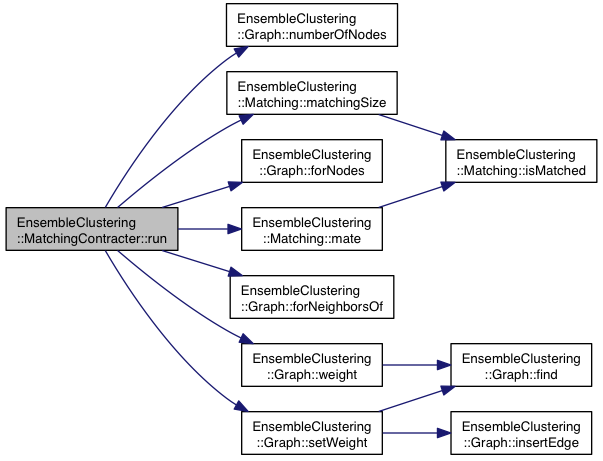 EnsembleClustering
::MatchingContracter::run
EnsembleClustering
::Graph::numberOfNodes
EnsembleClustering
::Matching::matchingSize
EnsembleClustering
::Graph::forNodes
EnsembleClustering
::Matching::mate
EnsembleClustering
::Graph::forNeighborsOf
EnsembleClustering
::Graph::weight
EnsembleClustering
::Graph::setWeight
EnsembleClustering
::Matching::isMatched
EnsembleClustering
::Graph::find
EnsembleClustering
::Graph::insertEdge